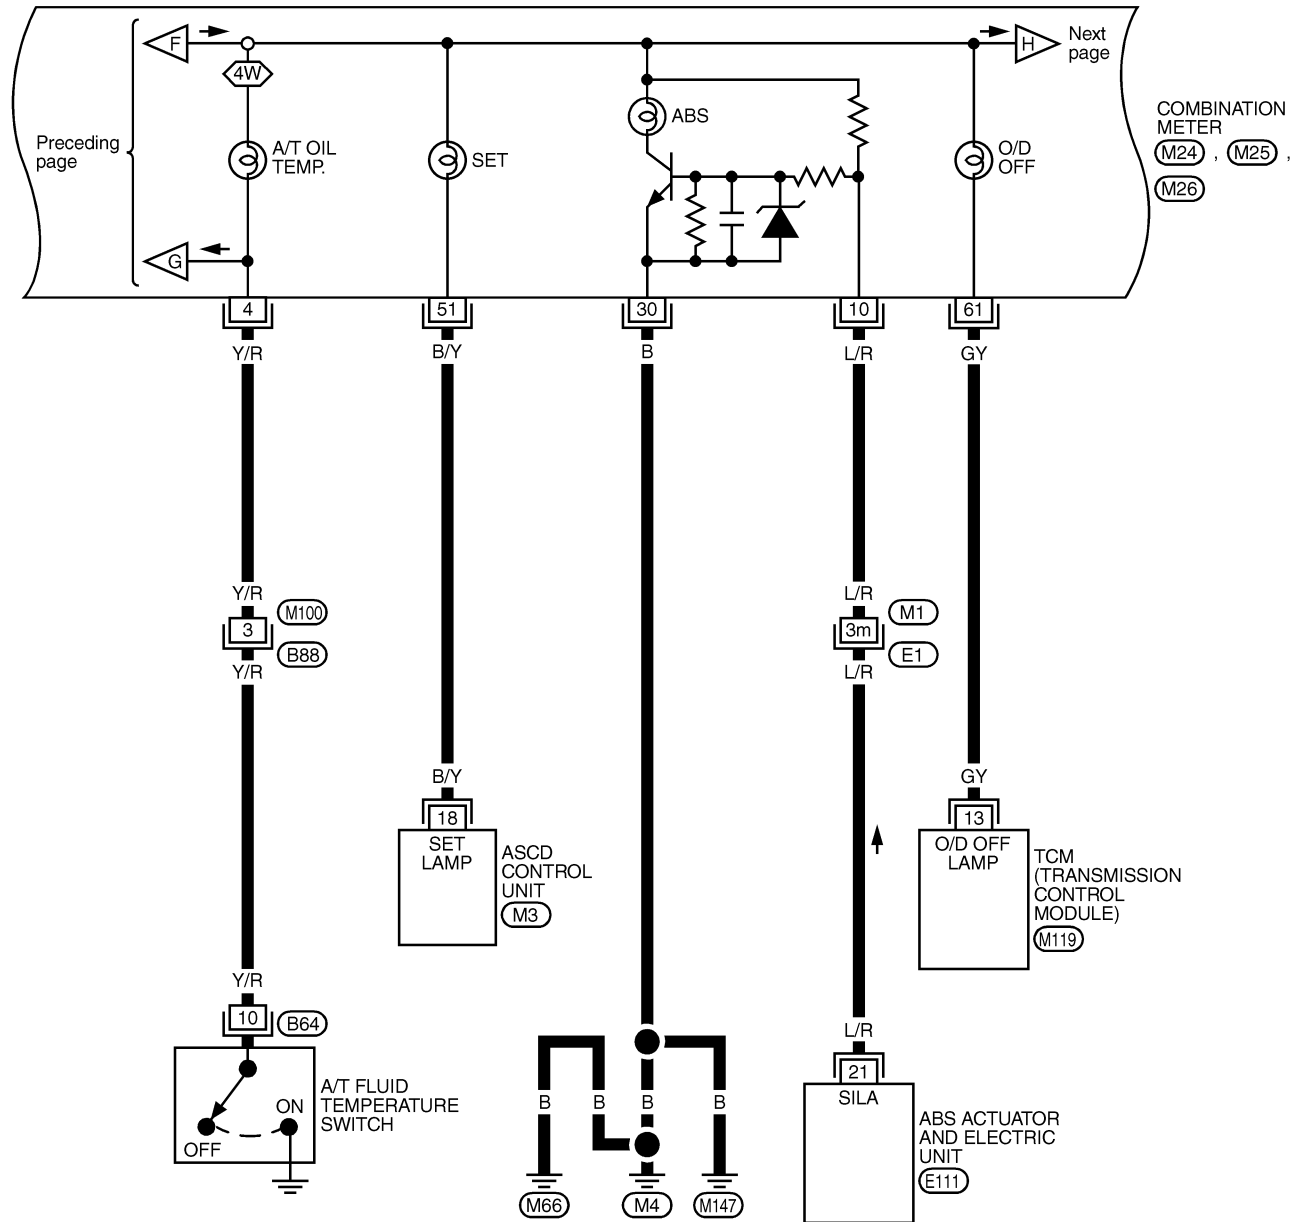 F
H
Next
page
4W
Preceding
page
A/T OIL
TEMP.
SET
ABS
O/D
OFF
COMBINATION
METER
M24 , M25 ,
M26
G
4
51
30
10
61
Y/R
B/Y
B
L/R
GY
Y/R
L/R
M100
M1
3
3m
B88
E1
Y/R
L/R
B/Y
GY
18
13
SET
LAMP
ASCD
CONTROL
UNIT
M3
O/D OFF
LAMP
TCM
(TRANSMISSION
CONTROL
MODULE)
M119
Y/R
10
B64
L/R
21
SILA
A/T FLUID
TEMPERATURE
SWITCH
ON
OFF
B
B
B
B
ABS ACTUATOR
AND ELECTRIC
UNIT
E111
M66
M4
M147